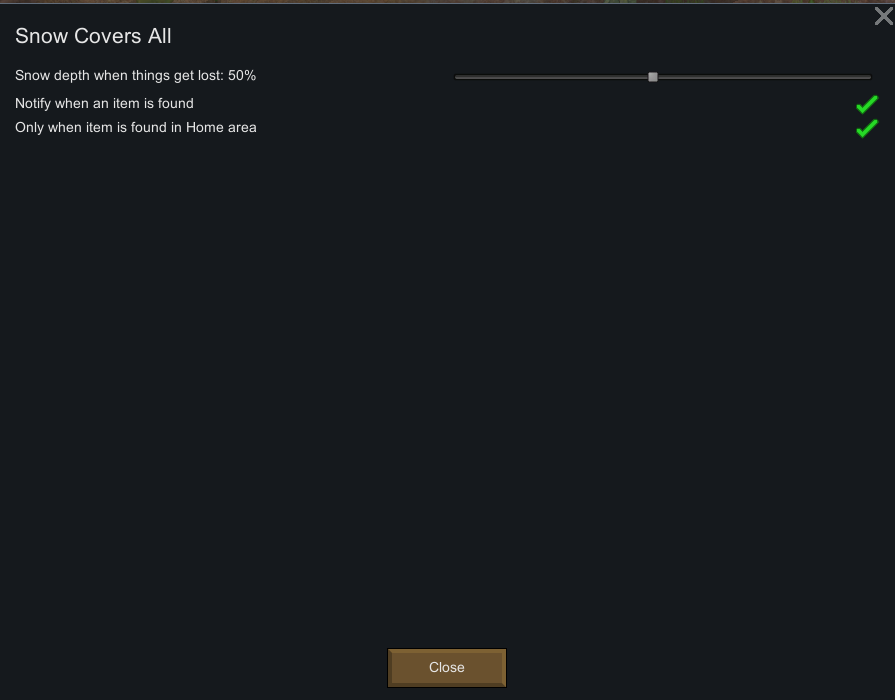 Snow Covers All
Snow depth when things get lost: 50%
Notify when an item is found
Only when item is found in Home area
Close